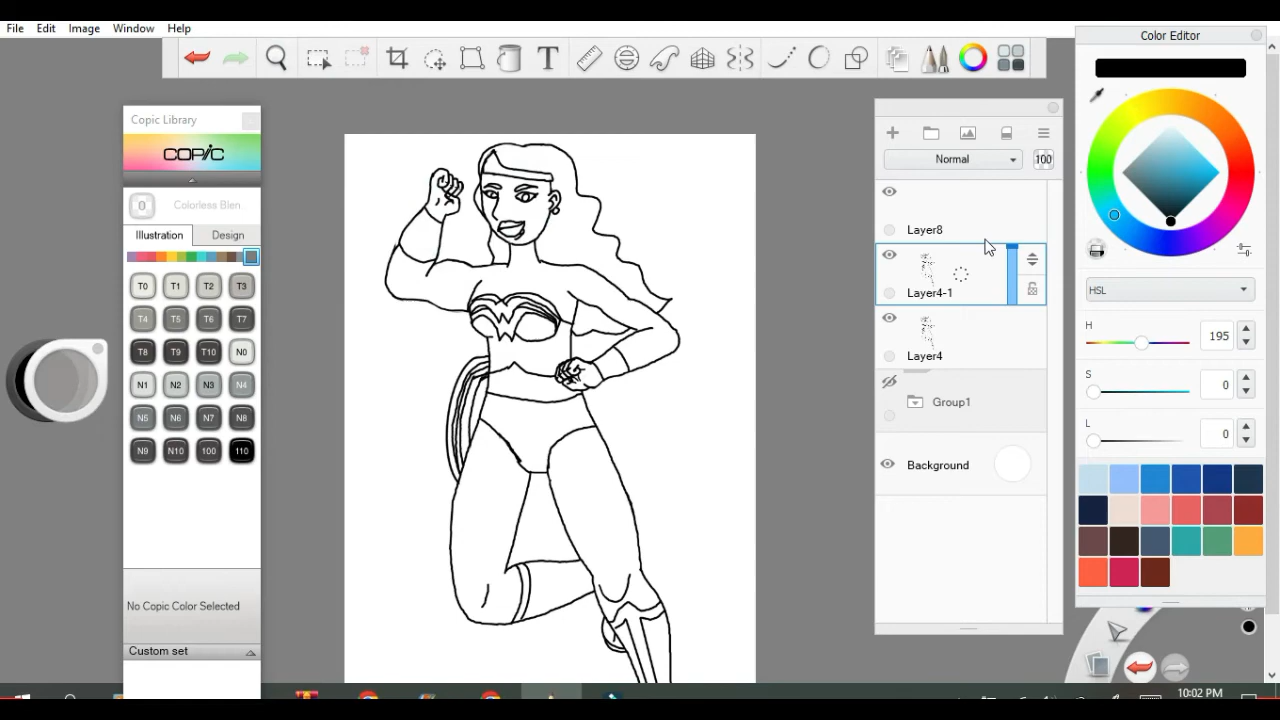 File Edit Image Window Help
T
Color Editor
Copic Library
COPIC
0 Colorless Blen
Illustration Design
T0 T1 T2 T3
T4 T5 T6 T7
T8 T9 T10 N0
N1 N2 N3 N4
N5 N6 N7 N8
N9 N10 100 110
No Copic Color Selected
Custom set
Normal 100
Layer8
Layer4-1
Layer4
Group1
Background
HSL
H 195
S 0
L 0
10:02 PM